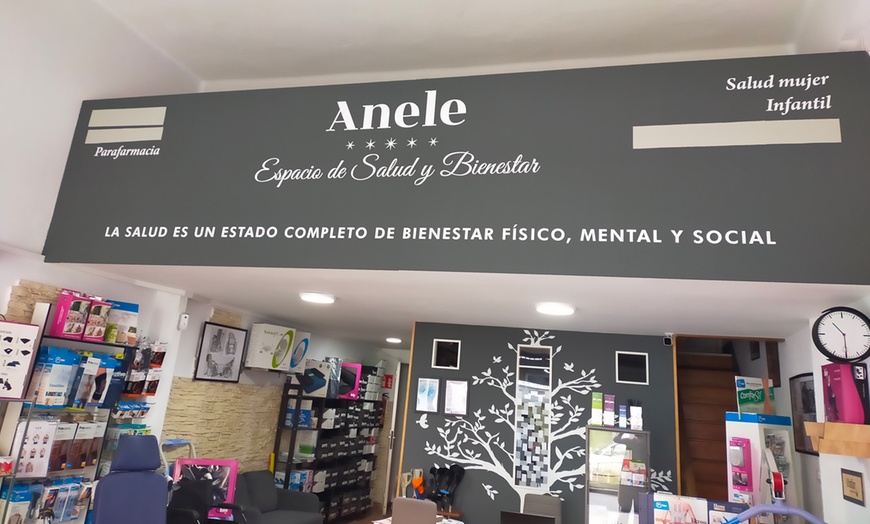 Anele
Espacio de Salud y Bienestar
Parafarmacia
Salud mujer
Infantil
LA SALUD ES UN ESTADO COMPLETO DE BIENESTAR FÍSICO, MENTAL Y SOCIAL